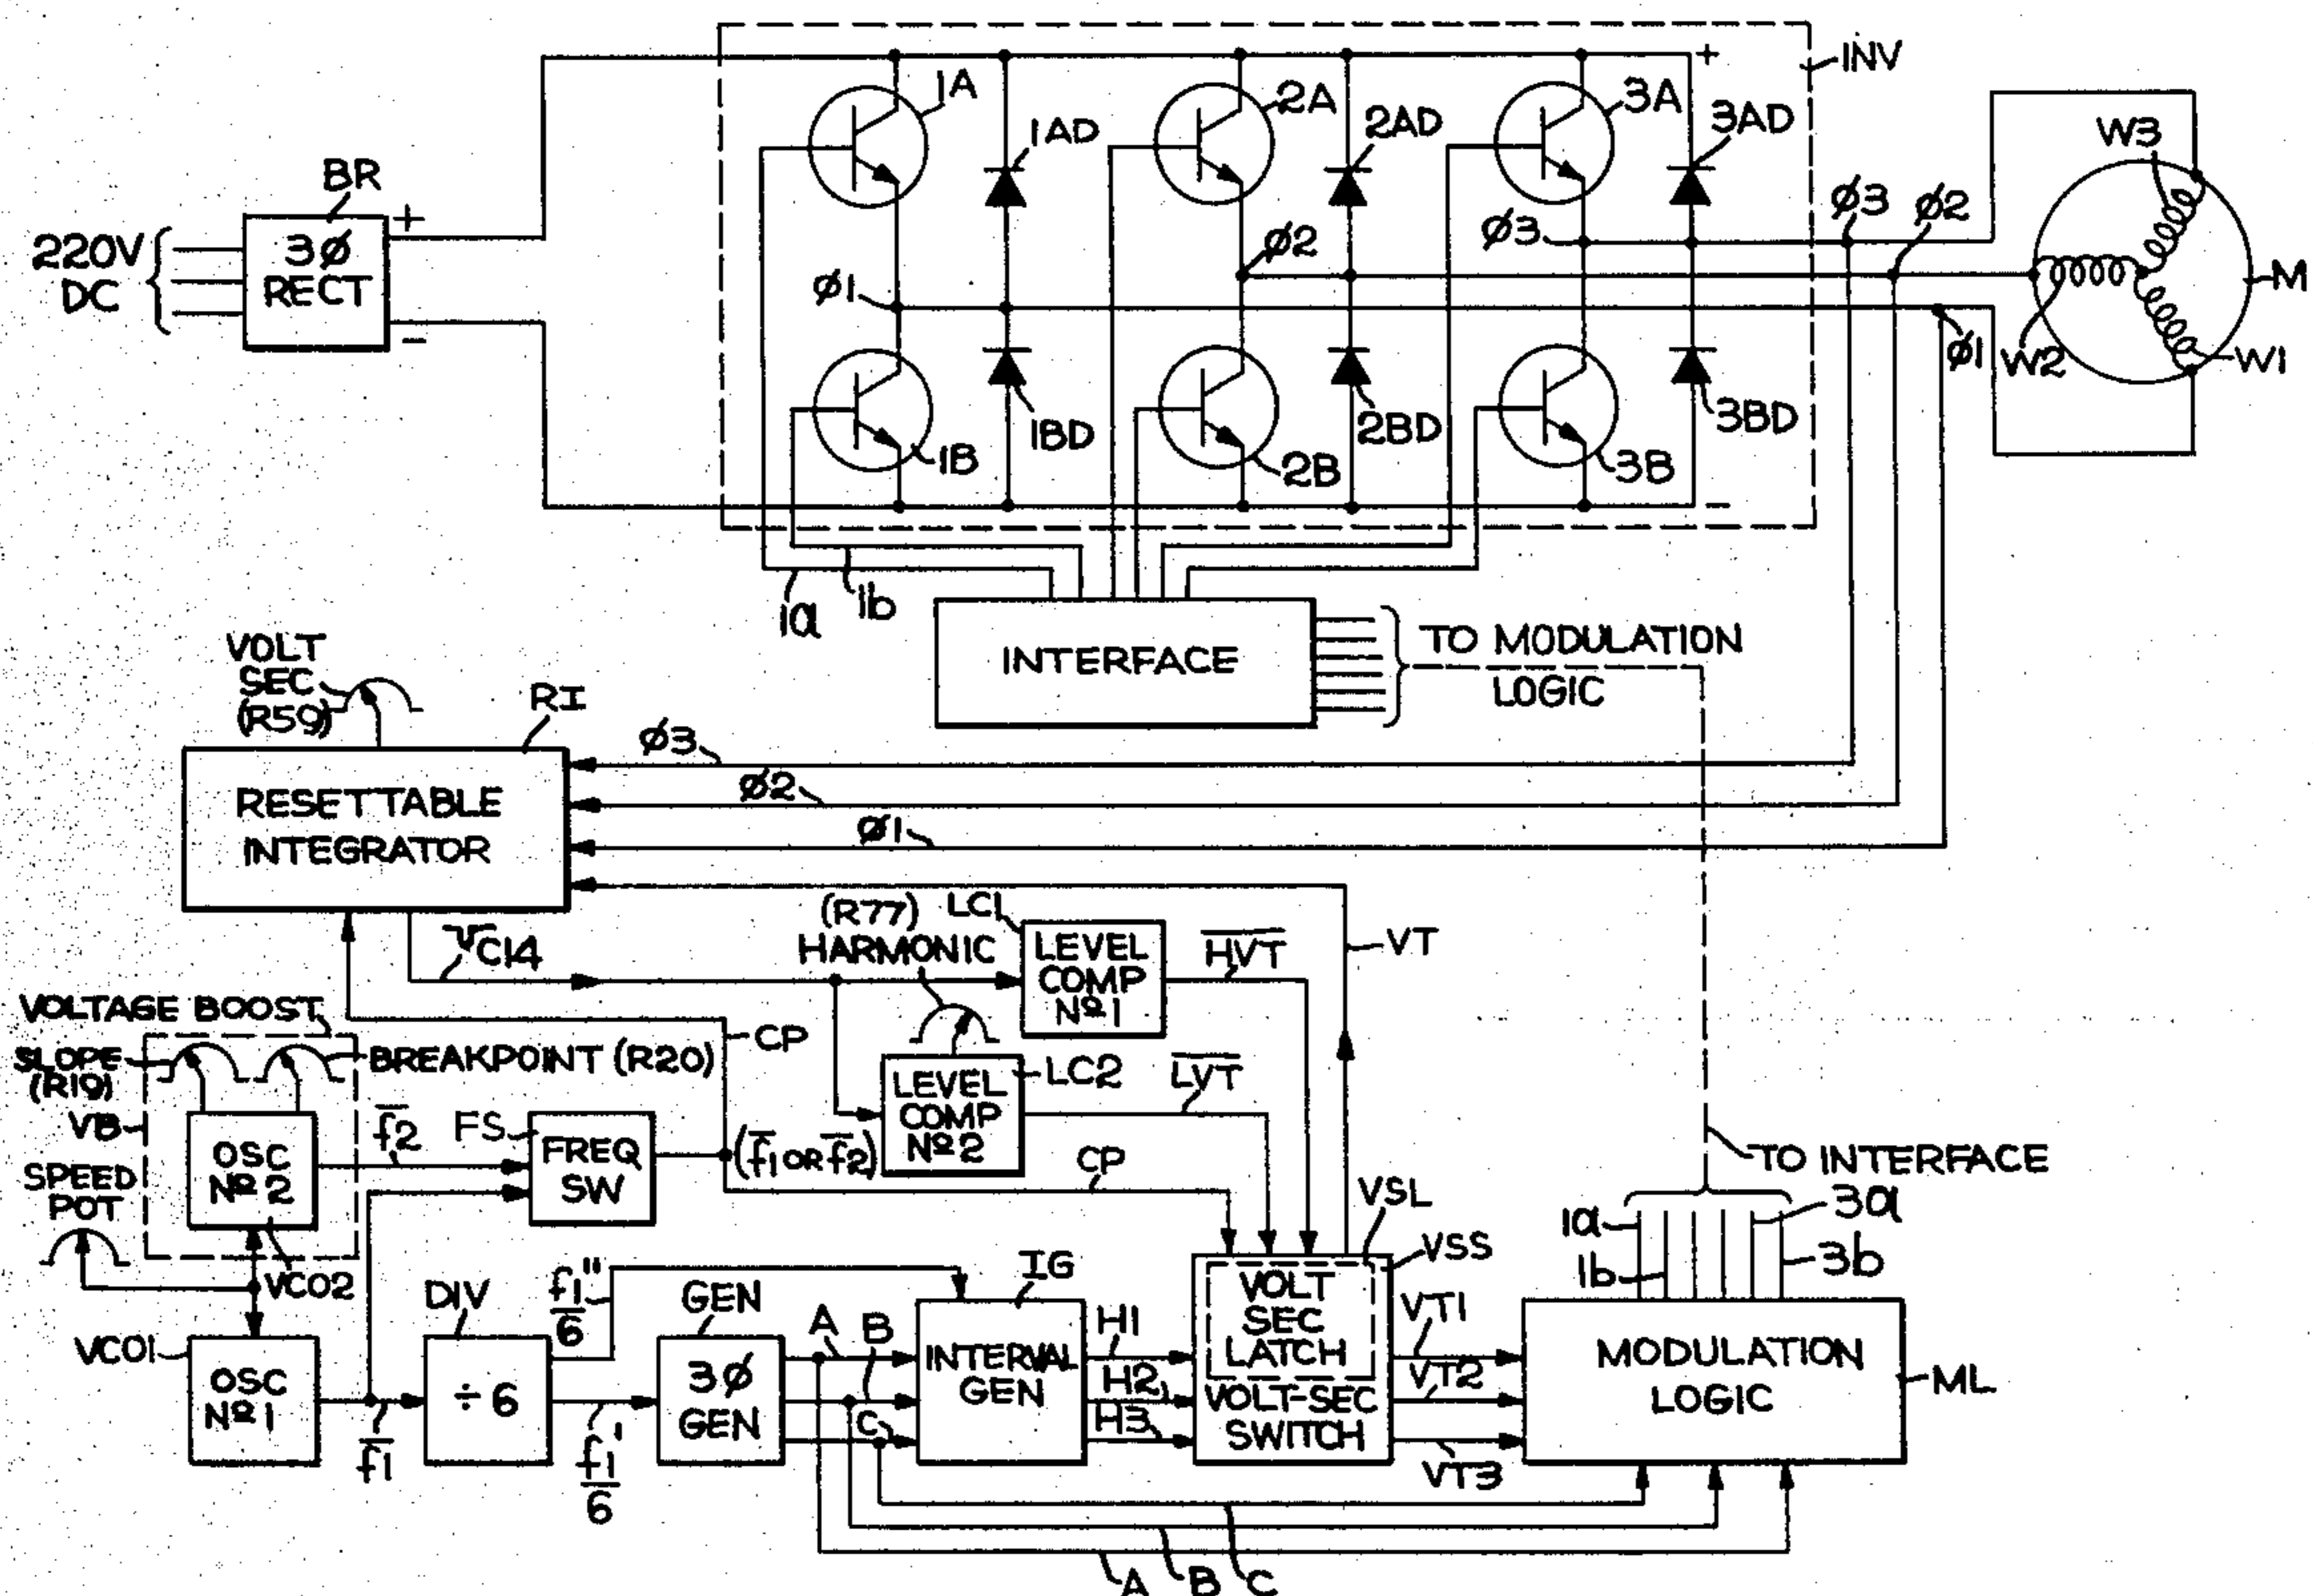 INV
+
1A
1AD
2A
2AD
3A
3AD
W3
BR
+
220V
DC
3Ø
RECT
-
Ø1
Ø2
Ø3
Ø3
Ø2
M
Ø1
W2
W1
1B
1BD
2B
2BD
3B
3BD
-
1a
1b
INTERFACE
TO MODULATION
LOGIC
VOLT
SEC
(R59)
RI
Ø3
Ø2
Ø1
RESETTABLE
INTEGRATOR
C14
(R77)
HARMONIC
LC1
LEVEL
COMP
Nº1
HVT
VT
VOLTAGE BOOST
CP
SLOPE
(R19)
BREAKPOINT (R20)
LEVEL
COMP
Nº2
LC2
LVT
VB
OSC
Nº2
f2
FS
FREQ
SW
(f1 OR f2)
CP
SPEED
POT
VCO2
VSL
VSS
TO INTERFACE
1a
1b
3a
3b
VCO1
OSC
Nº1
f1
DIV
÷6
f1"
6
f1'
6
GEN
3Ø
GEN
A
B
C
IG
INTERVAL
GEN
H1
H2
H3
VOLT
SEC
LATCH
VOLT-SEC
SWITCH
VT1
VT2
VT3
MODULATION
LOGIC
ML
A
B
C